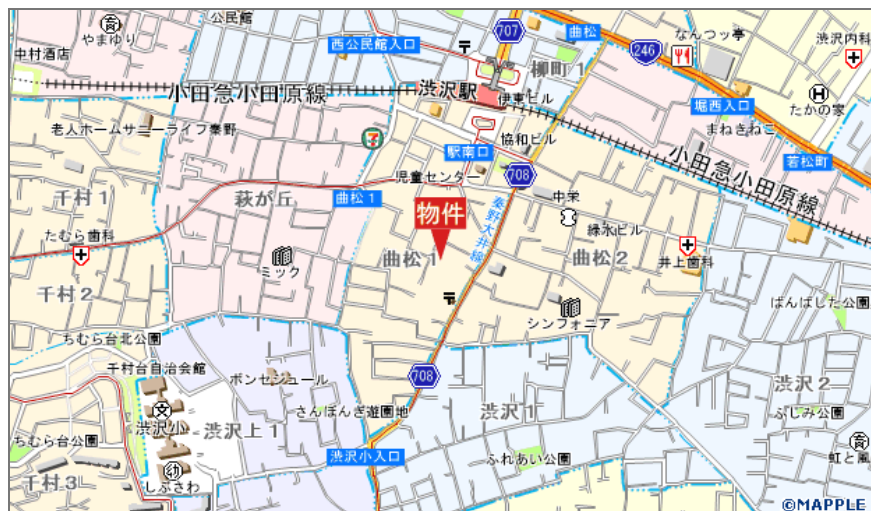 公民館
西公民館入口
707
曲松
なんつッ亭
渋沢内科
やまゆり
中村酒店
柳町1
246
小田急小田原線
渋沢駅
伊東ビル
堀西入口
たかの家
老人ホームサニーライフ秦野
協和ビル
まねきねこ
駅南口
小田急小田原線
若松町
千村1
萩が丘
児童センター
708
曲松1
中栄
物件
秦野大井線
緑水ビル
たむら歯科
曲松1
曲松2
井上歯科
ミック
千村2
ばんばした公園
シンフォニア
ちむら台北公園
千村台自治会館
ボンセジュール
708
渋沢2
さんぼんぎ遊園地
渋沢1
ふじみ公園
文
渋沢小
渋沢上1
ちむら台公園
渋沢小入口
ふれあい公園
虹と風
幼
しぶさわ
千村3
©MAPPLE